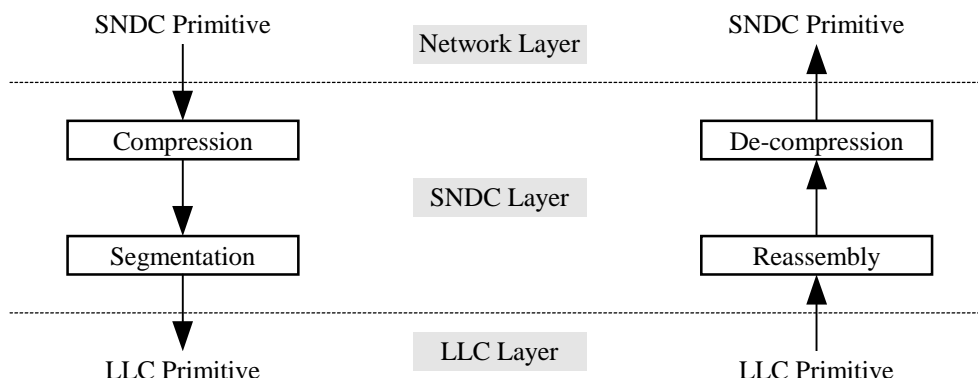 SNDC Primitive
Network Layer
SNDC Primitive
Compression
De-compression
SNDC Layer
Segmentation
Reassembly
LLC Layer
LLC Primitive
LLC Primitive